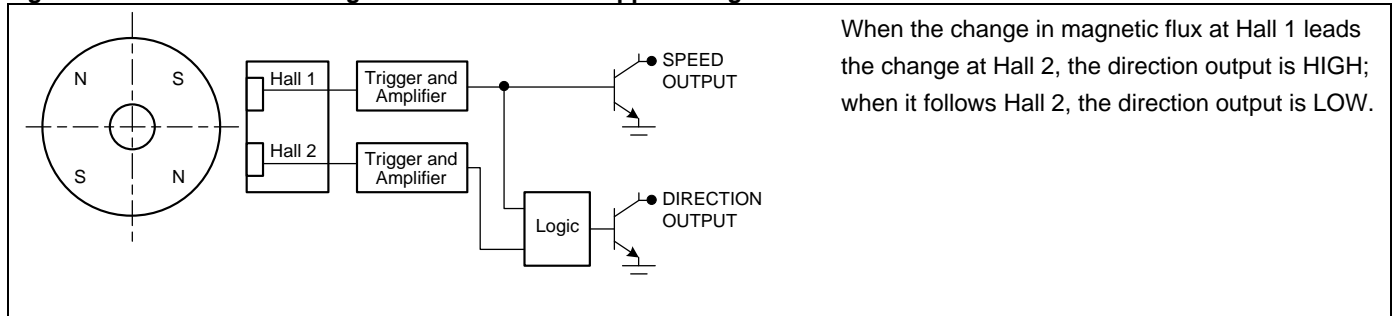 When the change in magnetic flux at Hall 1 leads
the change at Hall 2, the direction output is HIGH;
when it follows Hall 2, the direction output is LOW.
N
S
S
N
Hall 1
Hall 2
Trigger and
Amplifier
Trigger and
Amplifier
Logic
SPEED
OUTPUT
DIRECTION
OUTPUT